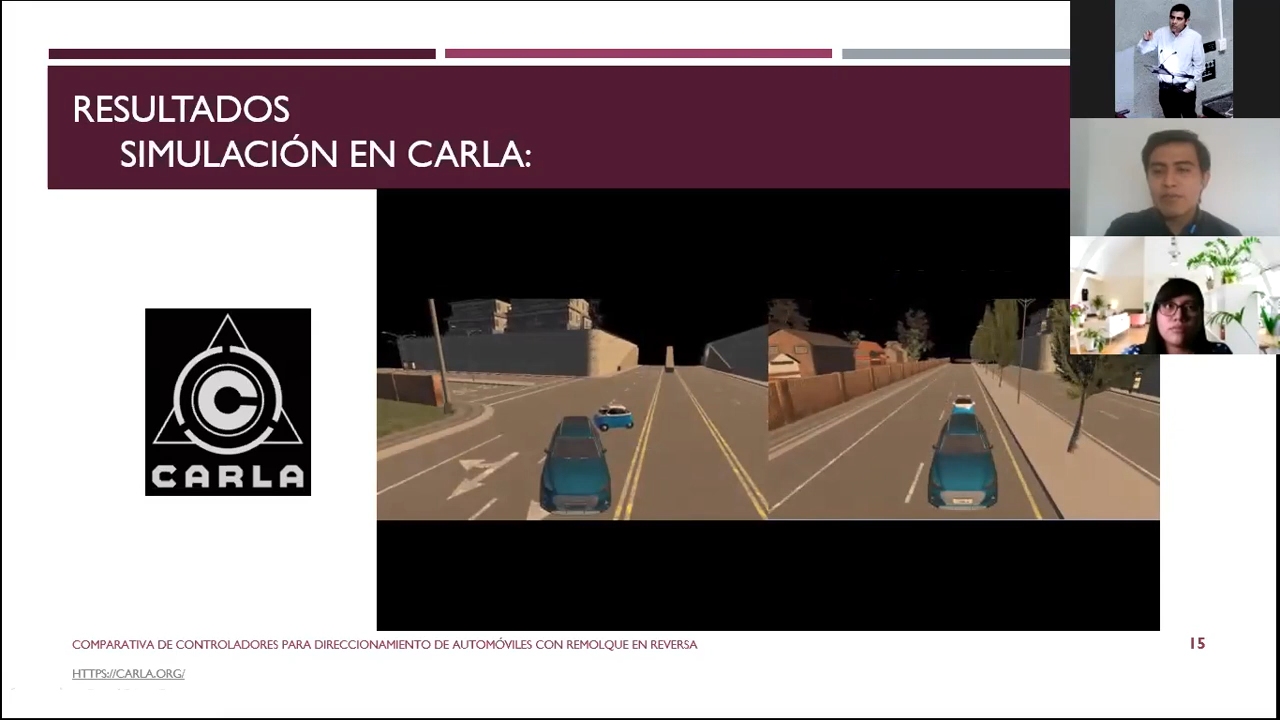 RESULTADOS
SIMULACIÓN EN CARLA:
CARLA
COMPARATIVA DE CONTROLADORES PARA DIRECCIONAMIENTO DE AUTOMÓVILES CON REMOLQUE EN REVERSA
15
HTTPS://CARLA.ORG/